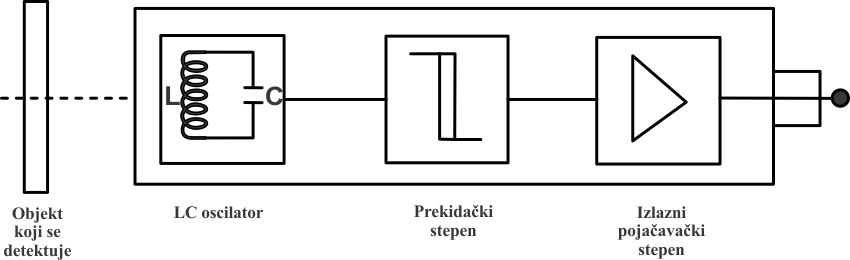 L
C
Objekt
koji se
detektuje
LC oscilator
Prekidački
stepen
Izlazni
pojačavački
stepen